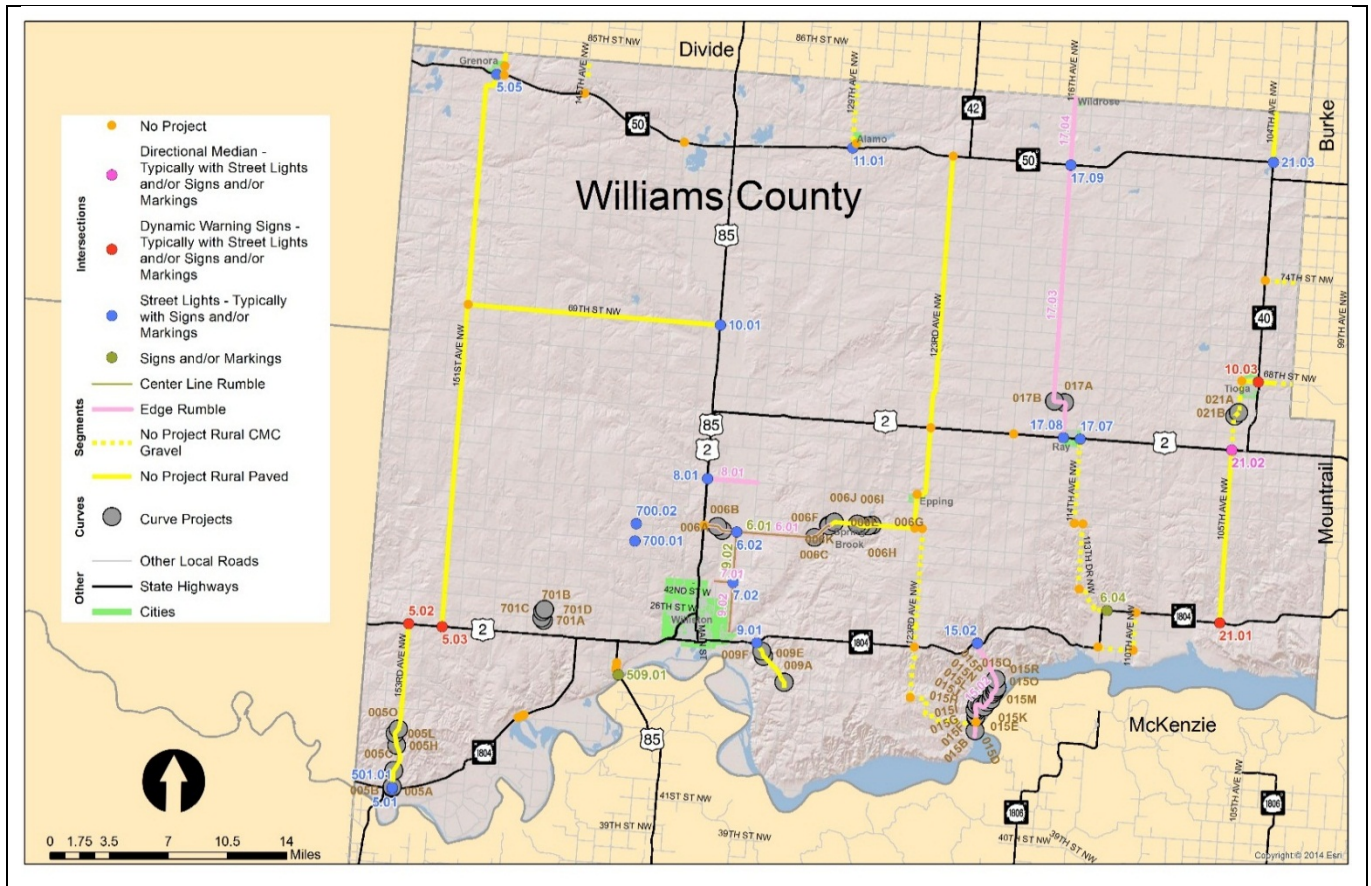 85TH ST NW
Divide
86TH ST NW
Grenora
5.05
50
129TH AVE NW
Alamo
11.01
42
116TH AVE NW
Wildrose
17.04
50
17.09
104TH AVE NW
21.03
Burke
No Project
Directional Median -
Typically with Street Lights
and/or Signs and/or
Markings
Dynamic Warning Signs -
Typically with Street Lights
and/or Signs and/or
Markings
Street Lights - Typically
with Signs and/or
Markings
Signs and/or Markings
Center Line Rumble
Edge Rumble
No Project Rural CMC
Gravel
No Project Rural Paved
Curve Projects
Other Local Roads
State Highways
Cities
Intersections
Segments
Curves
Other
Williams County
85
69TH ST NW
10.01
151ST AVE NW
123RD AVE NW
17.03
74TH ST NW
40
99TH AVE NW
10.03
68TH ST NW
Tioga
021A
021B
017B
017A
85
2
2
17.08
17.07
Ray
2
21.02
Mountrail
8.01
8.01
700.02
700.01
006A
006B
6.02
6.01
6.01
9.02
7.01
7.02
9.02
006F
006J
006I
006G
006K
006C
006H
Brook
Epping
114TH AVE NW
113TH DR NW
105TH AVE NW
6.04
1804
21.01
110TH AVE NW
42ND ST W
26TH ST W
Williston
MAIN ST
9.01
009F
009E
009A
1804
123RD AVE NW
15.02
701B
701C
701D
701A
5.02
5.03
2
509.01
153RD AVE NW
005O
005L
005H
005C
501.01
005B
005A
5.01
1804
85
015Q
015R
015O
015M
015K
015E
015D
015B
McKenzie
41ST ST NW
39TH ST NW
39TH ST NW
1806
40TH ST NW
39TH ST NW
105TH AVE NW
1806
0 1.75 3.5 7 10.5 14
Miles
Copyright:© 2014 Esri